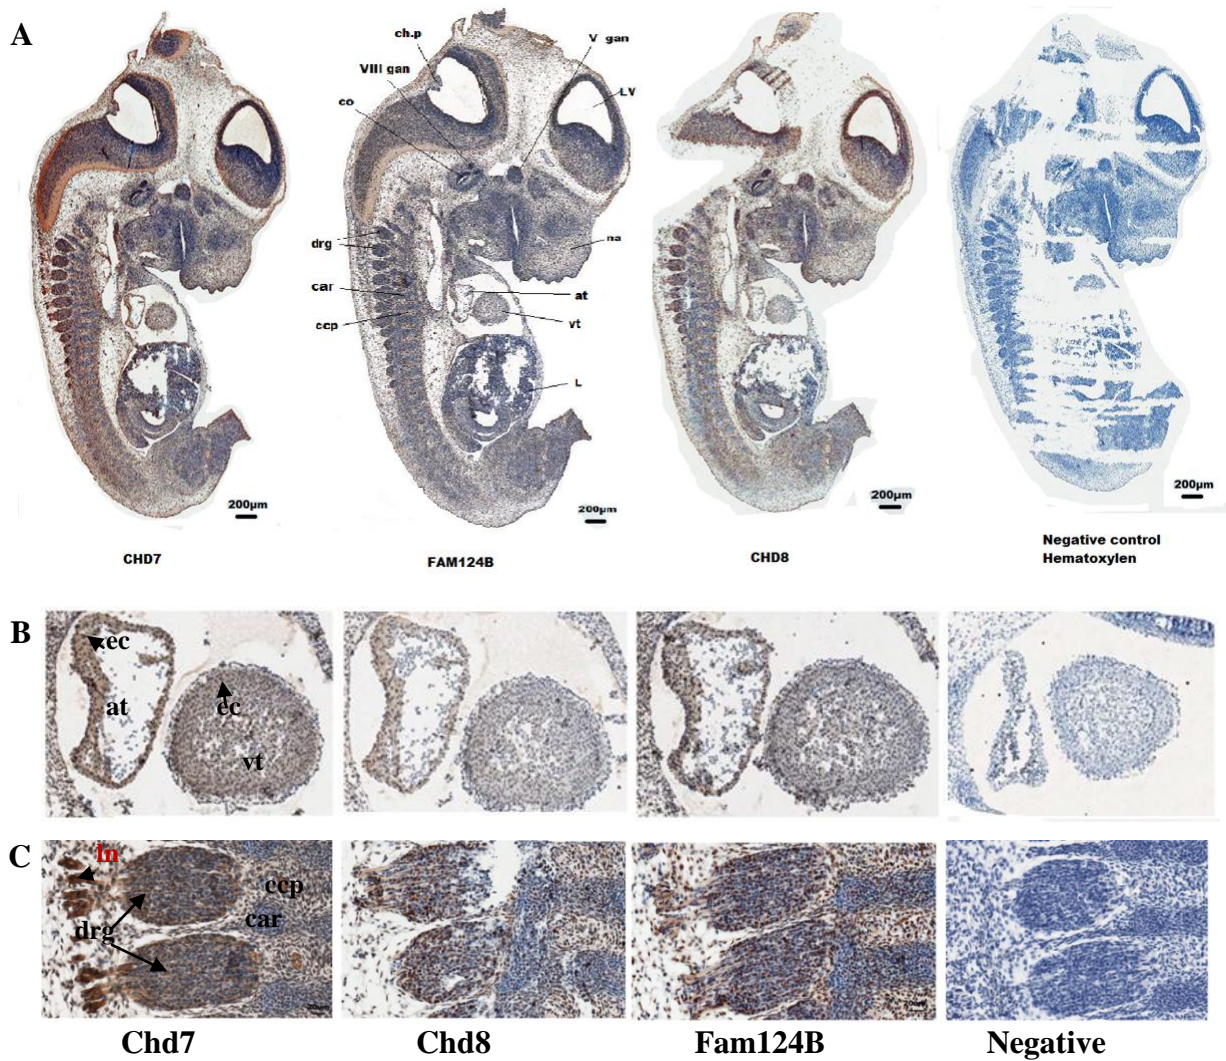 A
ch.p
V gan
VIII gan
LV
co
drg
na
car
at
ccp
vt
L
200µm
200µm
200µm
200µm
CHD7
FAM124B
CHD8
Negative control
Hematoxylen
B
ec
at
ec
vt
C
ln
ccp
car
drg
Chd7
Chd8
Fam124B
Negative